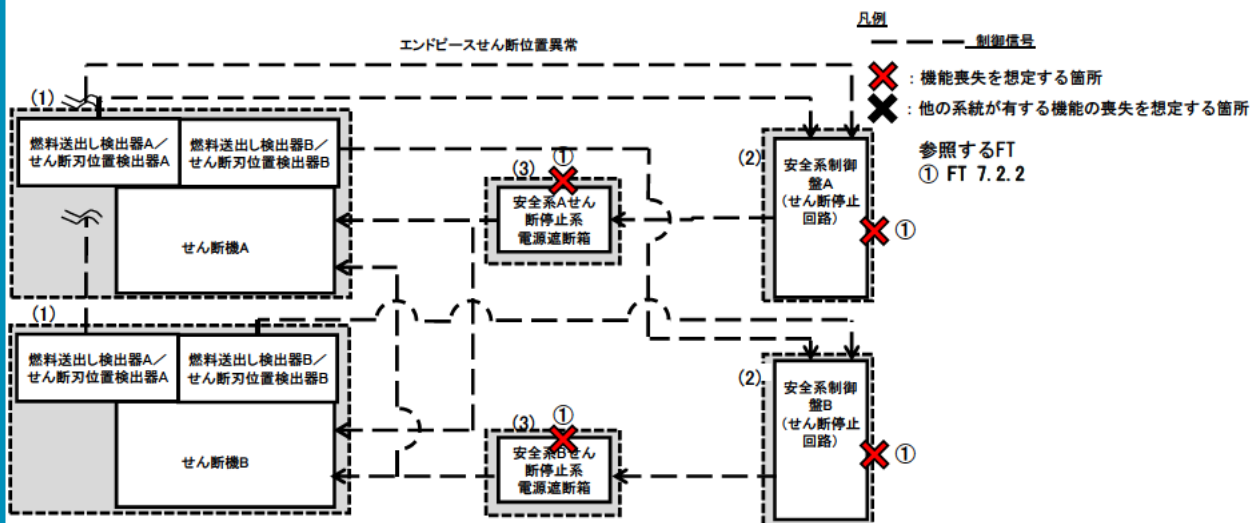 凡例
制御信号
エンドピースせん断位置異常
：機能喪失を想定する箇所
：他の系統が有する機能の喪失を想定する箇所
参照するFT
① FT 7.2.2
(1)
燃料送出し検出器A／
せん断刃位置検出器A
燃料送出し検出器B／
せん断刃位置検出器B
せん断機A
(3)
①
安全系Aせん
断停止系
電源遮断箱
(2)
安全系制御
盤A
(せん断停止
回路)
①
(1)
燃料送出し検出器A／
せん断刃位置検出器A
燃料送出し検出器B／
せん断刃位置検出器B
せん断機B
(3)
①
安全系Bせん
断停止系
電源遮断箱
(2)
安全系制御
盤B
(せん断停止
回路)
①